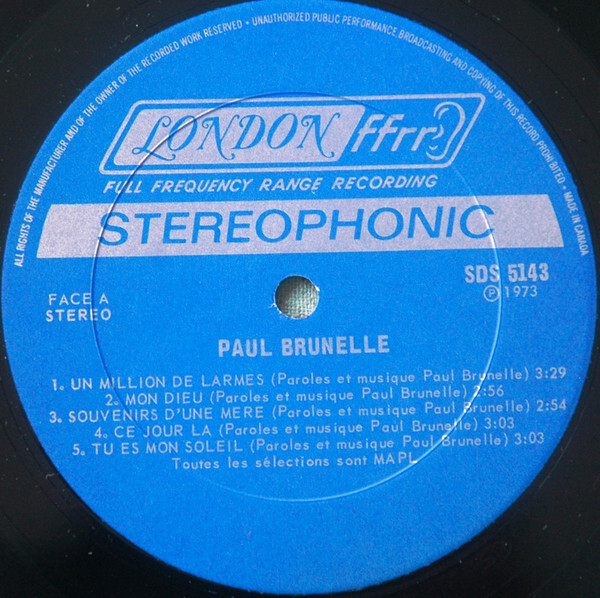 ALL RIGHTS OF THE MANUFACTURER AND OF THE OWNER OF THE RECORDED WORK RESERVED • UNAUTHORIZED PUBLIC PERFORMANCE, BROADCASTING AND COPYING OF THIS RECORD PROHIBITED • MADE IN CANADA
LONDON ffrr
FULL FREQUENCY RANGE RECORDING
STEREOPHONIC
SDS 5143
FACE A
Ⓟ 1973
STEREO
PAUL BRUNELLE
1. UN MILLION DE LARMES (Paroles et musique Paul Brunelle) 3:29
2. MON DIEU (Paroles et musique Paul Brunelle) 2:56
3. SOUVENIRS D'UNE MERE (Paroles et musique Paul Brunelle) 2:54
4. CE JOUR LA (Paroles et musique Paul Brunelle) 3:03
5. TU ES MON SOLEIL (Paroles et musique Paul Brunelle) 3:03
Toutes les sélections sont MAPL.